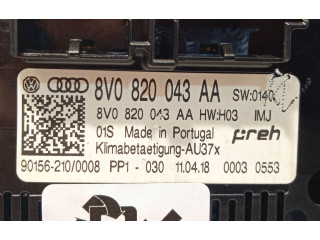 8V0 820 043 AA SW:0140
8V0 820 043 AA HW:H03 IMJ
01S Made in Portugal preh
Klimabetaetigung-AU37x
90156-210/0008 PP1 - 030 11.04.18 0003 0553